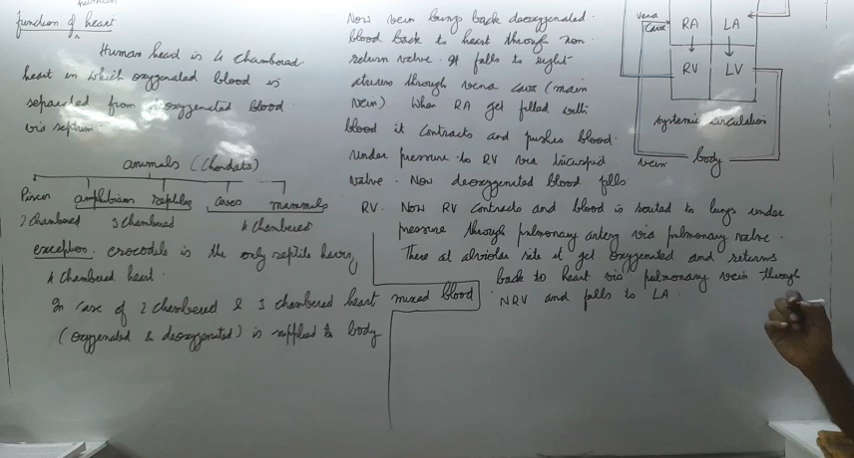 function of heart
Human head is 4 chambered
heart in which oxygenated blood is
separated from deoxygenated blood
via septum
animals (Chordats)
Pisces amphibians reptiles aves mammals
2 Chambered 3 Chambered 4 Chambered
exception. crocodile is the only reptile having
4 Chambered heart.
In case of 2 Chambered & 3 chambered heart mixed blood
(oxygenated & deoxygenated) is supplied to body
Now vein brings back deoxygenated
blood back to heart through non
return valve. It falls to right
atrium through vena cava (main
vein) When RA get filled with
blood it contracts and pushes blood
under pressure to RV via tricuspid
valve. Now deoxygenated blood fills
RV. Now RV contracts and blood is routed to lungs under
pressure through pulmonary artery via pulmonary valve.
There at alveolar site it get oxygenated and returns
back to heart via pulmonary vein through
NRV and falls to LA.
vena
cava
RA LA
RV LV
systemic circulation
vein body